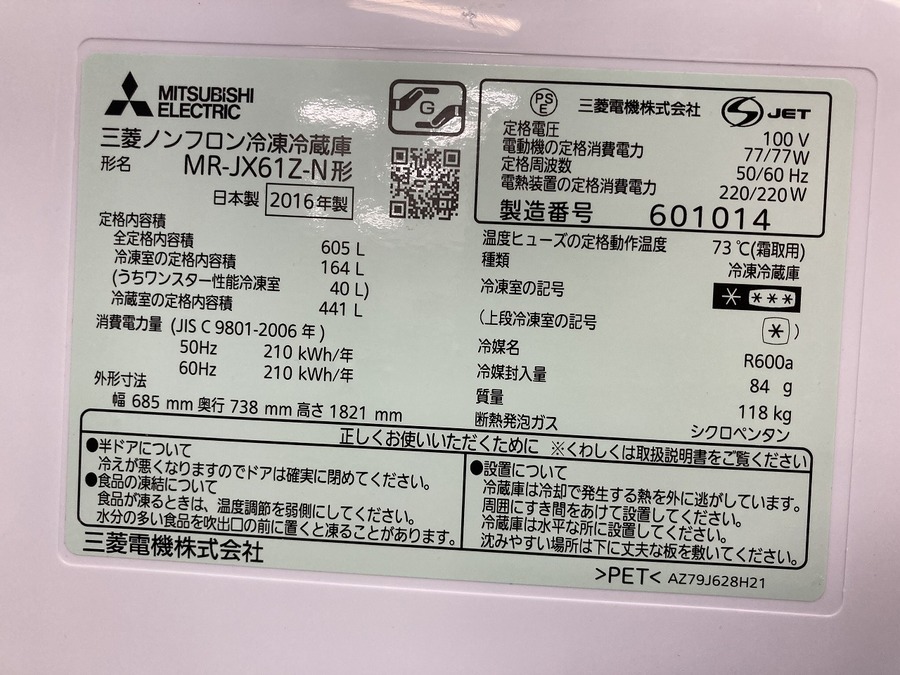 MITSUBISHI
ELECTRIC
G
三菱ノンフロン冷凍冷蔵庫
形名 MR-JX61Z-N形
日本製 2016年製
定格内容積
全定格内容積 605 L
冷凍室の定格内容積 164 L
(うちワンスター性能冷凍室 40 L)
冷蔵室の定格内容積 441 L
消費電力量 (JIS C 9801-2006 年)
50Hz 210 kWh/年
60Hz 210 kWh/年
外形寸法
幅 685 mm 奥行 738 mm 高さ 1821 mm
PS
E
三菱電機株式会社
JET
定格電圧 100 V
電動機の定格消費電力 77/77W
定格周波数 50/60 Hz
電熱装置の定格消費電力 220/220W
製造番号 601014
温度ヒューズの定格動作温度 73℃(霜取用)
種類 冷凍冷蔵庫
冷凍室の記号 * ***
(上段冷凍室の記号 * )
冷媒名 R600a
冷媒封入量 84 g
質量 118 kg
断熱発泡ガス シクロペンタン
正しくお使いいただくために ※くわしくは取扱説明書をご覧ください
●半ドアについて
冷えが悪くなりますのでドアは確実に閉めてください。
●食品の凍結について
食品が凍るときは、温度調節を弱側にしてください。
水分の多い食品を吹出口の前に置くと凍ることがあります。
●設置について
冷蔵庫は冷却で発生する熱を外に逃がしています。
周囲にすき間をあけて設置してください。
冷蔵庫は水平な所に設置してください。
沈みやすい場所は下に丈夫な板を敷いてください。
三菱電機株式会社
>PET< AZ79J628H21